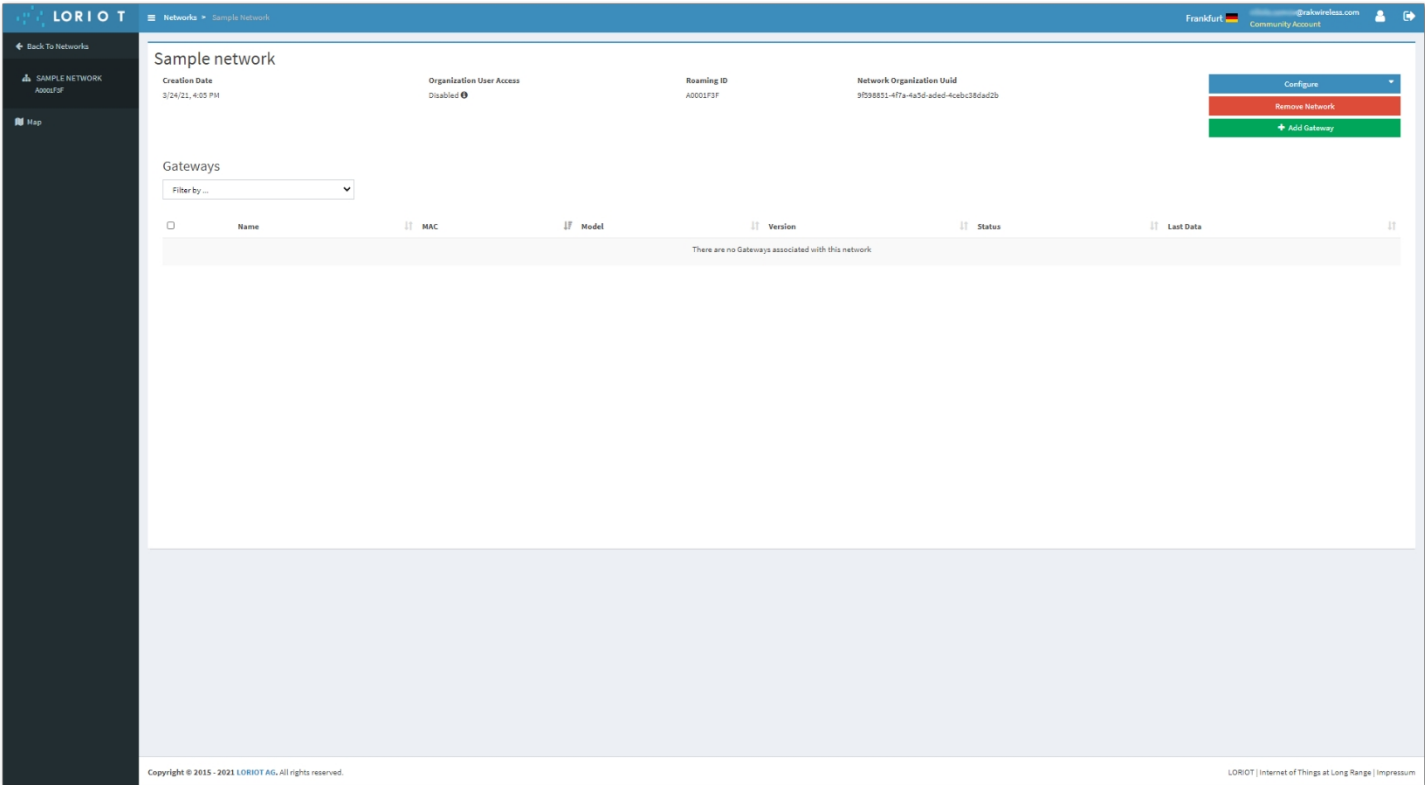 LORIOT
Networks > Sample Network
Frankfurt
@rakwireless.com
Community Account
Back To Networks
SAMPLE NETWORK
A0001F3F
Map
Sample network
Creation Date
3/24/21, 4:05 PM
Organization User Access
Disabled
Roaming ID
A0001F3F
Network Organization Uuid
9f598851-4f7a-4a5d-aded-4cebc38dad2b
Configure
Remove Network
Add Gateway
Gateways
Filter by ...
Name MAC Model Version Status Last Data
There are no Gateways associated with this network
Copyright © 2015 - 2021 LORIOT AG. All rights reserved.
LORIOT | Internet of Things at Long Range | Impressum